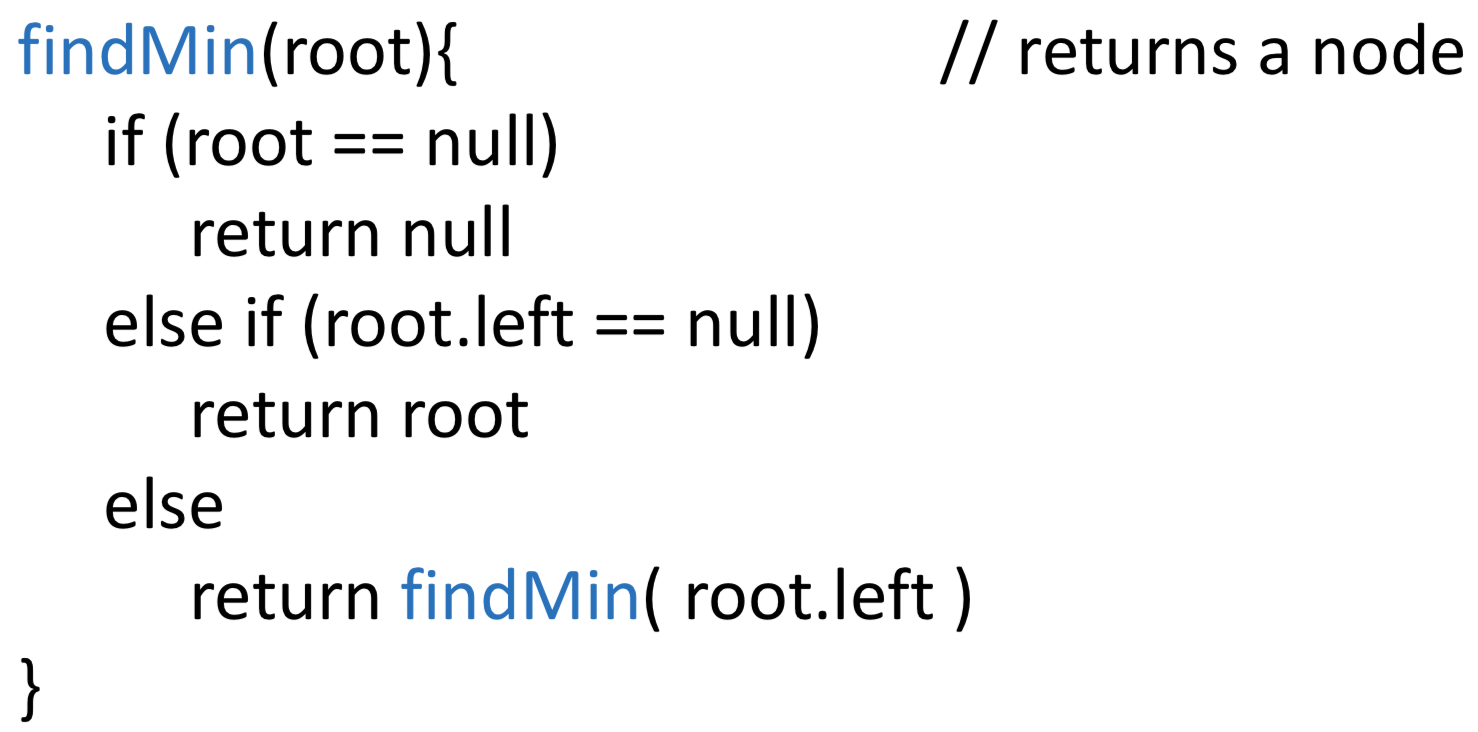 findMin(root){ // returns a node
if (root == null)
return null
else if (root.left == null)
return root
else
return findMin( root.left )
}